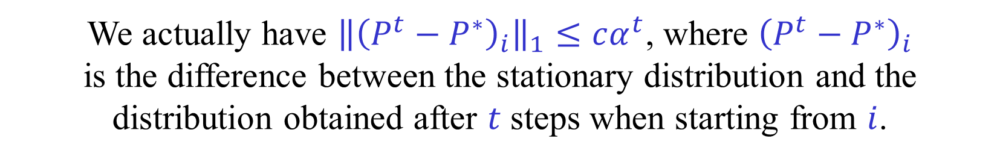 We actually have ‖(P^t − P^*)_i‖_1 ≤ cα^t, where (P^t − P^*)_i
is the difference between the stationary distribution and the
distribution obtained after t steps when starting from i.